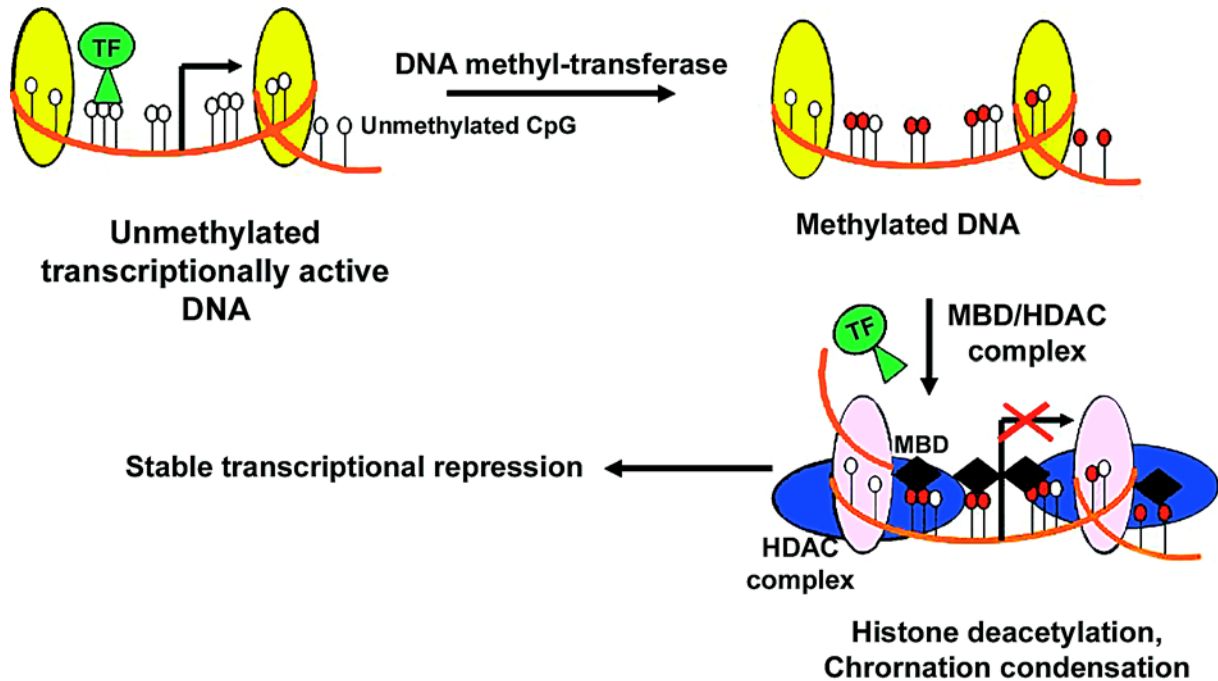 TF
DNA methyl-transferase
Unmethylated CpG
Unmethylated
transcriptionally active
DNA
Methylated DNA
MBD/HDAC
complex
TF
MBD
Stable transcriptional repression
HDAC
complex
Histone deacetylation,
Chrornation condensation